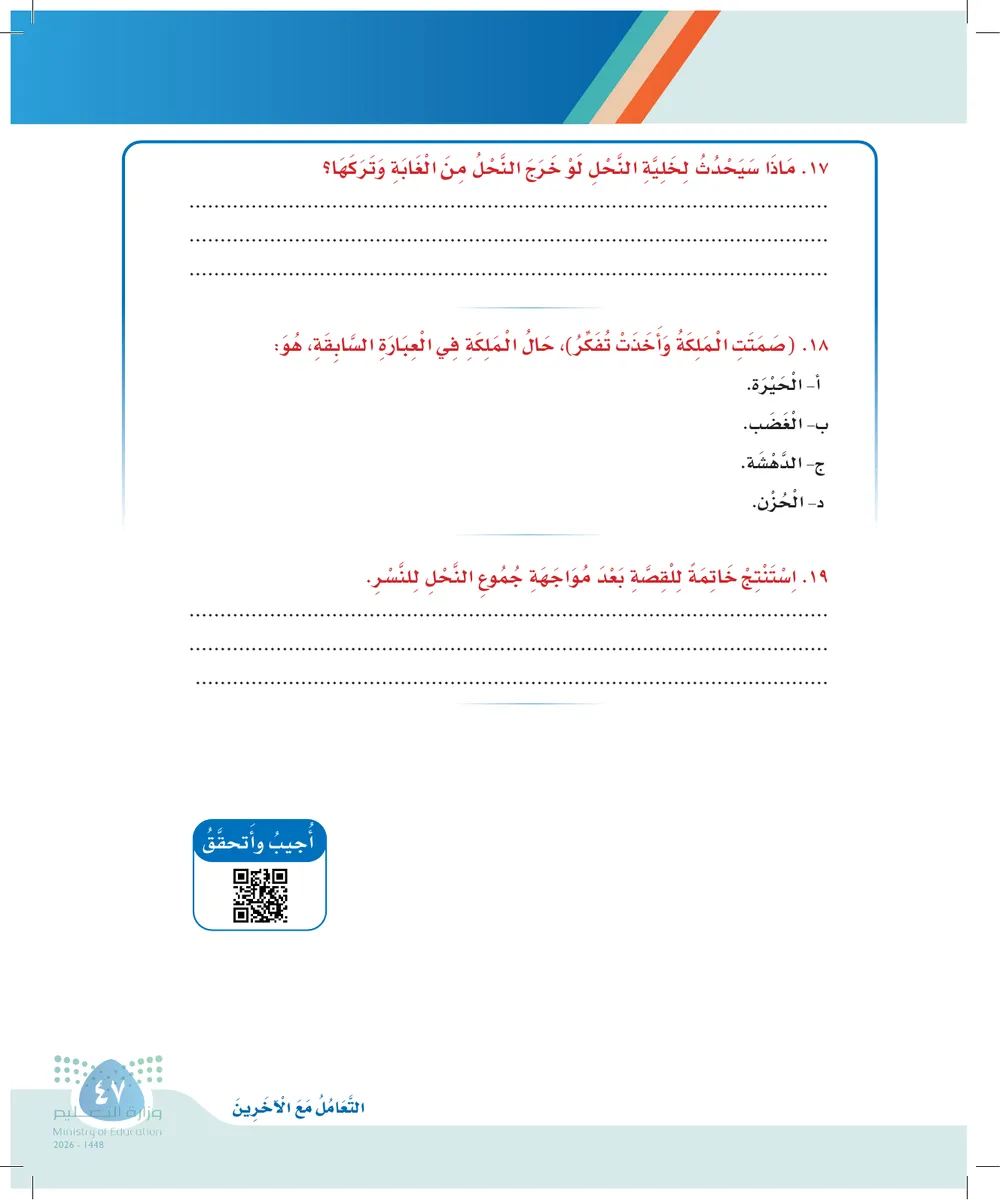 ١٧. مَاذَا سَيَحْدُثُ لِخَلِيَّةِ النَّحْلِ لَوْ خَرَجَ النَّحْلُ مِنَ الْغَابَةِ وَتَرَكَهَا؟
١٨. (صَمَتَتِ الْمَلِكَةُ وَأَخَذَتْ تُفَكِّرُ)، حَالُ الْمَلِكَةِ فِي الْعِبَارَةِ السَّابِقَةِ، هُوَ:
أ- الْحَيْرَة.
ب- الْغَضَب.
ج- الدَّهْشَة.
د- الْحُزْن.
١٩. اِسْتَنْتِجْ خَاتِمَةً لِلْقِصَّةِ بَعْدَ مُوَاجَهَةِ جُمُوعِ النَّحْلِ لِلنَّسْرِ.
أُجيبُ وأَتحقَّقُ
التَّعَامُلُ مَعَ الْآخَرِينَ
٤٧
وزارة التعليم
Ministry of Education
2026 - 1448